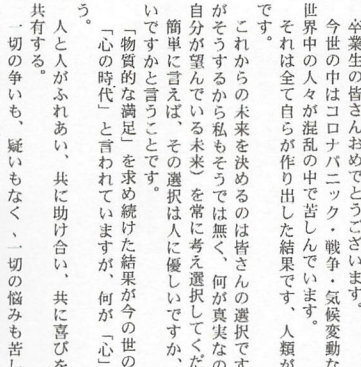 卒業生の皆さんおめでとうございます。
今世の中はコロナパニック・戦争・気候変動な
世界中の人々が混乱の中で苦しんでいます。
それは全て自らが作り出した結果です、人類が
です。
これからの未来を決めるのは皆さんの選択です
がそうするから私もそうでは無く、何が真実なの
自分が望んでいる未来）を常に考え選択してくだ
簡単に言えば、その選択は人に優しいですか、
いですかと言うことです。
「物質的な満足」を求め続けた結果が今の世の
「心の時代」と言われていますが、何が「心」
う。
人と人がふれあい、共に助け合い、共に喜びを
共有する。
一切の争いも、疑いもなく、一切の悩みも苦し